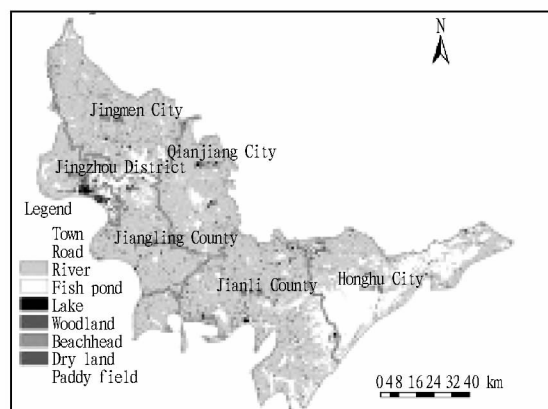 N
Jingmen City
Qianjiang City
Jingzhou District
Legend
Town
Jiangling County
Road
River
Fish pond
Jianli County
Honghu City
Lake
Woodland
Beachhead
Dry land
Paddy field
0 4 8 16 24 32 40 km